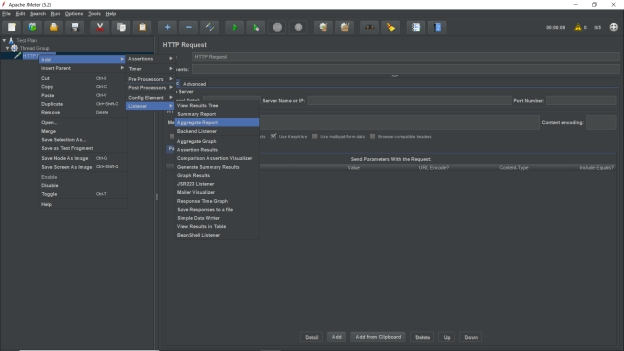 Apache JMeter (5.2)
File Edit Search Run Options Tools Help
00:00:00 0 0/0
Test Plan
Thread Group
HTTP Request
HTTP Request
Add
Insert Parent
Cut Ctrl-X
Copy Ctrl-C
Paste Ctrl-V
Duplicate Ctrl+Shift-C
Remove Delete
Open...
Merge
Save Selection As...
Save as Test Fragment
Save Node As Image Ctrl-G
Save Screen As Image Ctrl+Shift-G
Enable
Disable
Toggle Ctrl-T
Help
Assertions
Timer
Pre Processors
Post Processors
Config Element
Listener
View Results Tree
Summary Report
Aggregate Report
Backend Listener
Aggregate Graph
Assertion Results
Comparison Assertion Visualizer
Generate Summary Results
Graph Results
JSR223 Listener
Mailer Visualizer
Response Time Graph
Save Responses to a file
Simple Data Writer
View Results in Table
BeanShell Listener
Advanced
Server
Server Name or IP:
Port Number:
Content encoding:
Use KeepAlive
Use multipart/form-data
Browser-compatible headers
Send Parameters With the Request:
Value URL Encode? Content-Type Include Equals?
Detail Add Add from Clipboard Delete Up Down